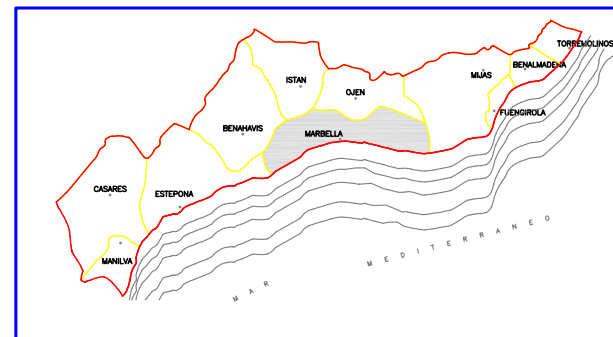 TORREMOLINOS
BENALMADENA
MIJAS
ISTAN
OJEN
FUENGIROLA
BENAHAVIS
MARBELLA
CASARES
ESTEPONA
MANILVA
MAR MEDITERRANEO